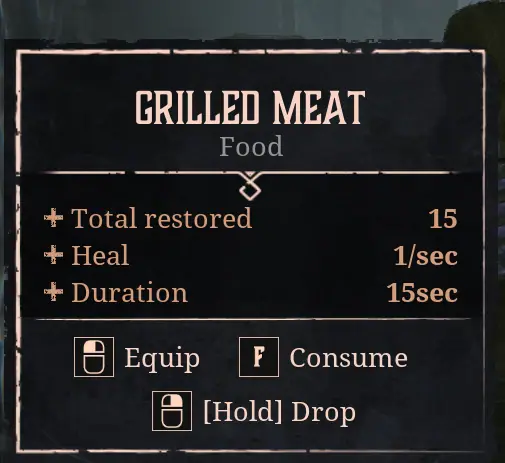 GRILLED MEAT
Food
Total restored 15
Heal 1/sec
Duration 15sec
Equip F Consume
[Hold] Drop